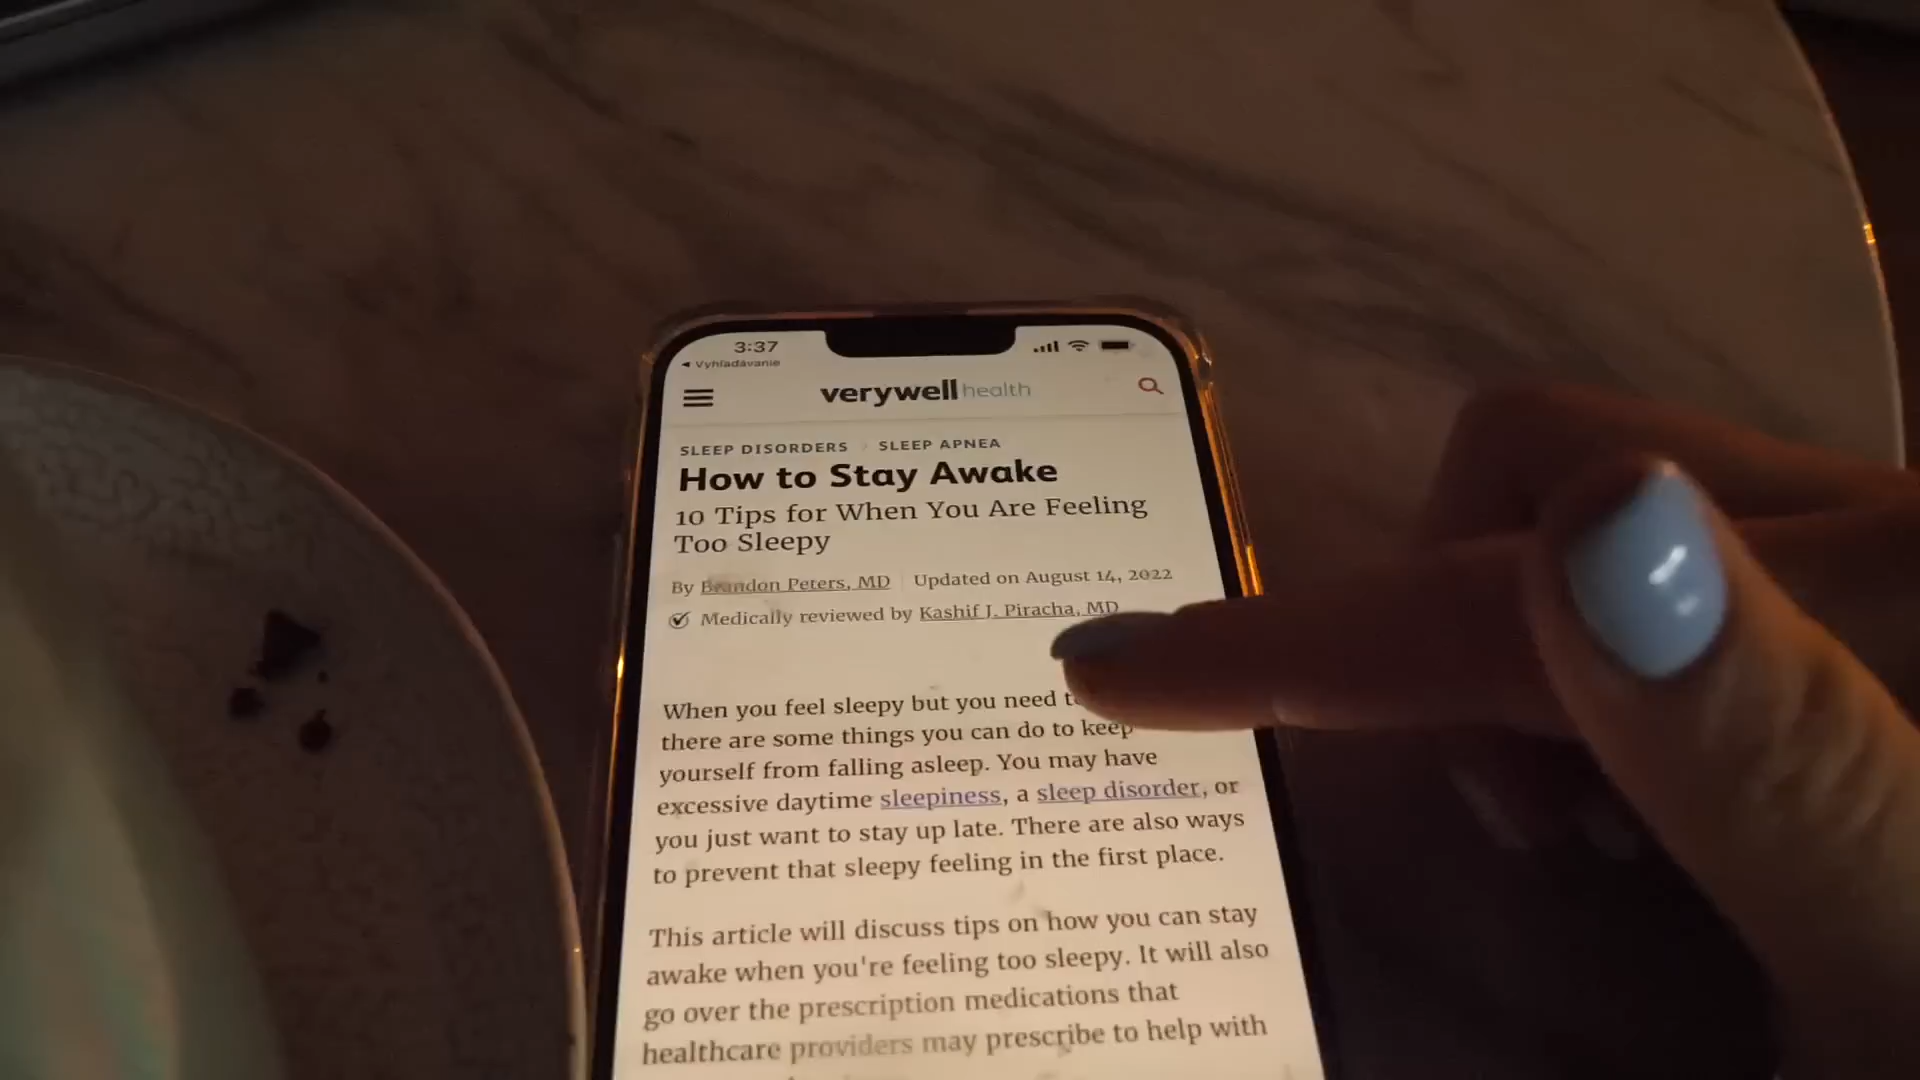 3:37
◄ Vyhľadávanie
verywell health
SLEEP DISORDERS > SLEEP APNEA
How to Stay Awake
10 Tips for When You Are Feeling
Too Sleepy
By Brandon Peters, MD Updated on August 14, 2022
Medically reviewed by Kashif J. Piracha, MD
When you feel sleepy but you need
there are some things you can do to keep
yourself from falling asleep. You may have
excessive daytime sleepiness, a sleep disorder, or
you just want to stay up late. There are also ways
to prevent that sleepy feeling in the first place.
This article will discuss tips on how you can stay
awake when you're feeling too sleepy. It will also
go over the prescription medications that
healthcare providers may prescribe to help with